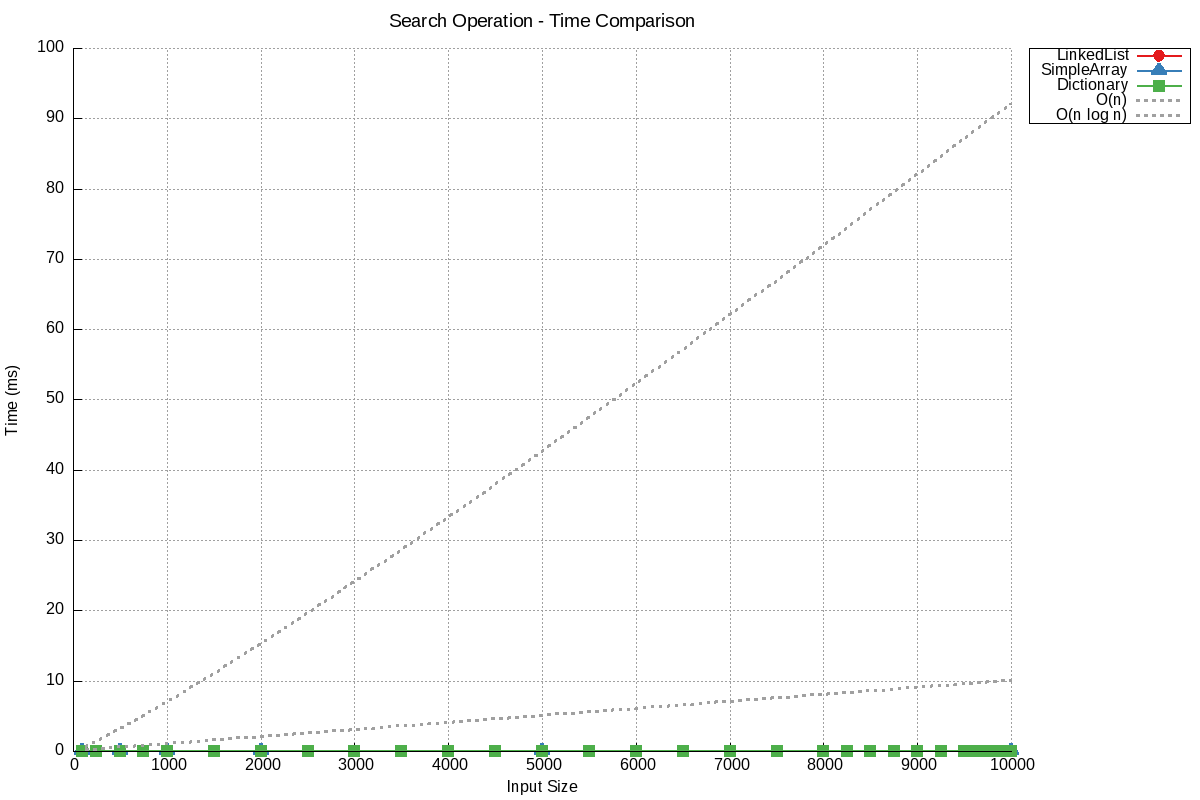 Search Operation - Time Comparison
100
90
80
70
60
50
40
30
20
10
0
Time (ms)
0 1000 2000 3000 4000 5000 6000 7000 8000 9000 10000
Input Size
LinkedList
SimpleArray
Dictionary
O(n)
O(n log n)